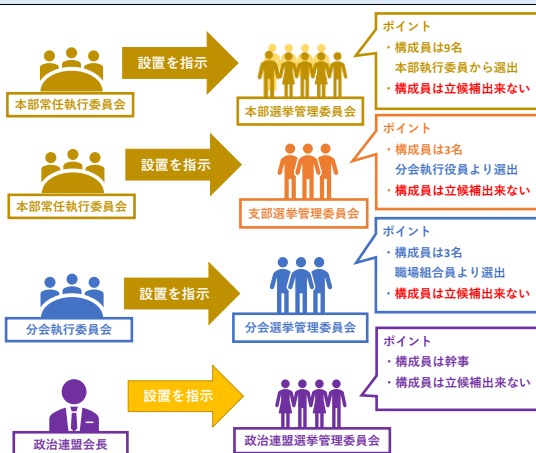 設置を指示
本部常任執行委員会
本部選挙管理委員会
ポイント
・構成員は9名
本部執行委員から選出
・構成員は立候補出来ない
設置を指示
本部常任執行委員会
支部選挙管理委員会
ポイント
・構成員は3名
分会執行役員より選出
・構成員は立候補出来ない
設置を指示
分会執行委員会
分会選挙管理委員会
ポイント
・構成員は3名
職場組合員より選出
・構成員は立候補出来ない
設置を指示
政治連盟会長
政治連盟選挙管理委員会
ポイント
・構成員は幹事
・構成員は立候補出来ない